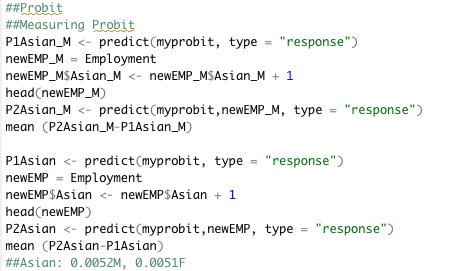 ##Probit
##Measuring Probit
P1Asian_M <- predict(myprobit, type = "response")
newEMP_M = Employment
newEMP_M$Asian_M <- newEMP_M$Asian_M + 1
head(newEMP_M)
P2Asian_M <- predict(myprobit,newEMP_M, type = "response")
mean (P2Asian_M-P1Asian_M)
P1Asian <- predict(myprobit, type = "response")
newEMP = Employment
newEMP$Asian <- newEMP$Asian + 1
head(newEMP)
P2Asian <- predict(myprobit,newEMP, type = "response")
mean (P2Asian-P1Asian)
##Asian: 0.0052M, 0.0051F